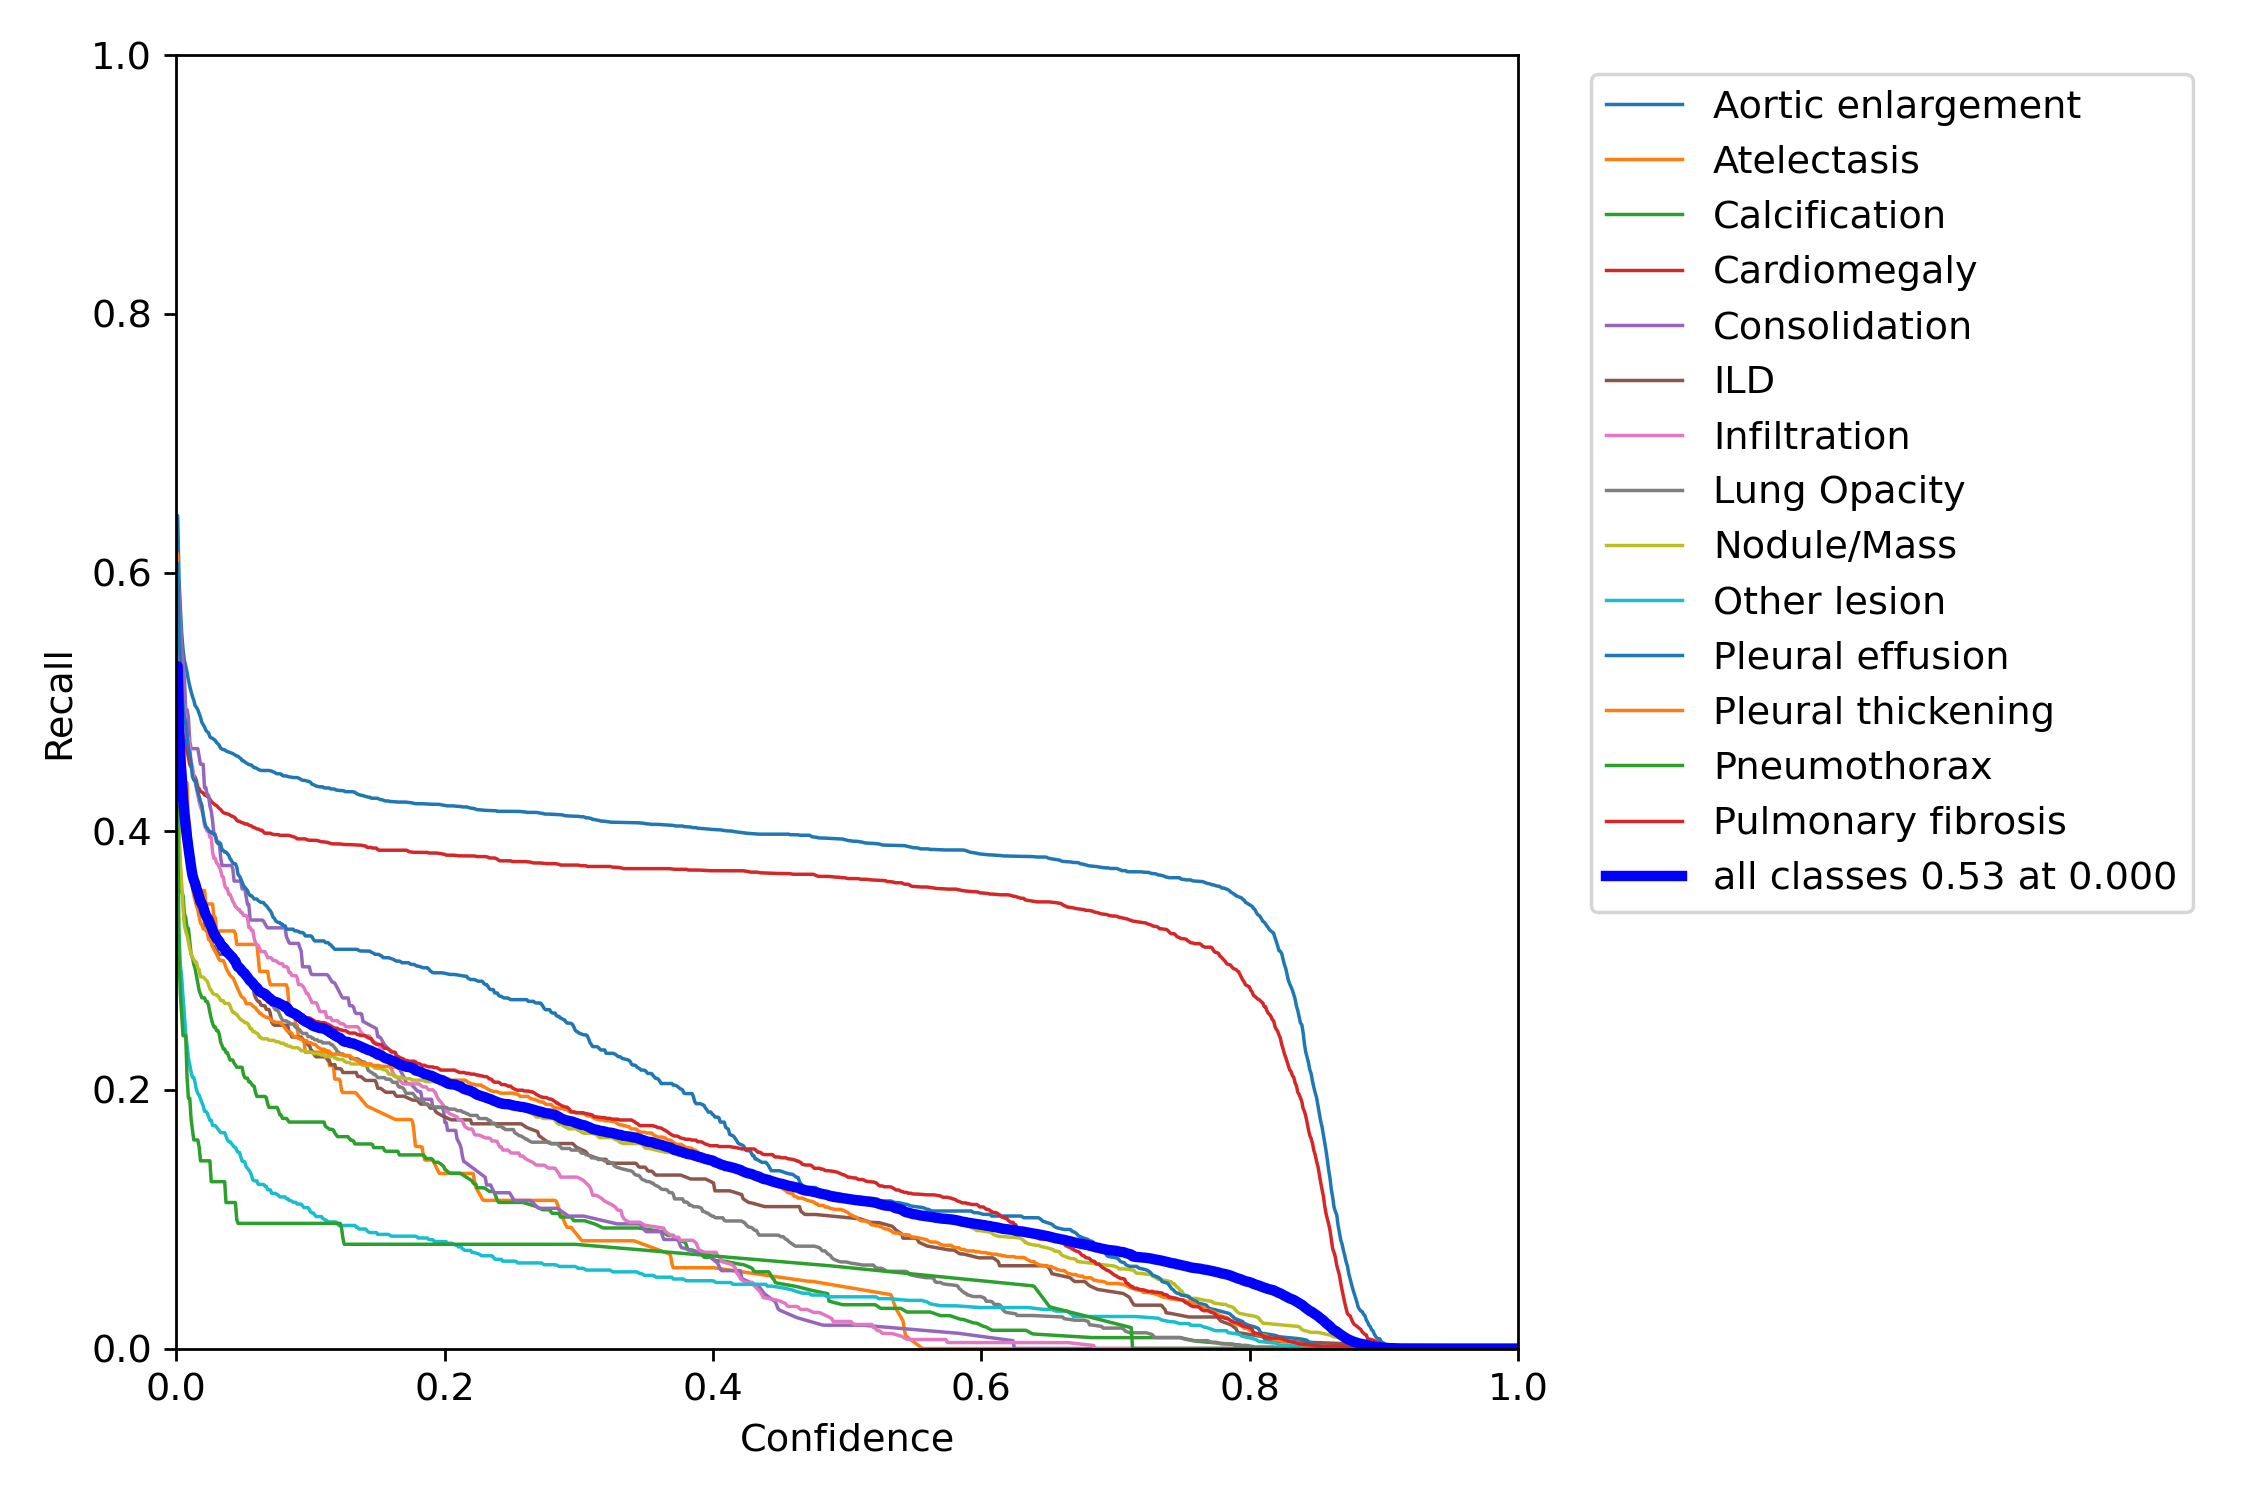 1.0
0.8
0.6
0.4
0.2
0.0
Recall
0.0 0.2 0.4 0.6 0.8 1.0
Confidence
Aortic enlargement
Atelectasis
Calcification
Cardiomegaly
Consolidation
ILD
Infiltration
Lung Opacity
Nodule/Mass
Other lesion
Pleural effusion
Pleural thickening
Pneumothorax
Pulmonary fibrosis
all classes 0.53 at 0.000